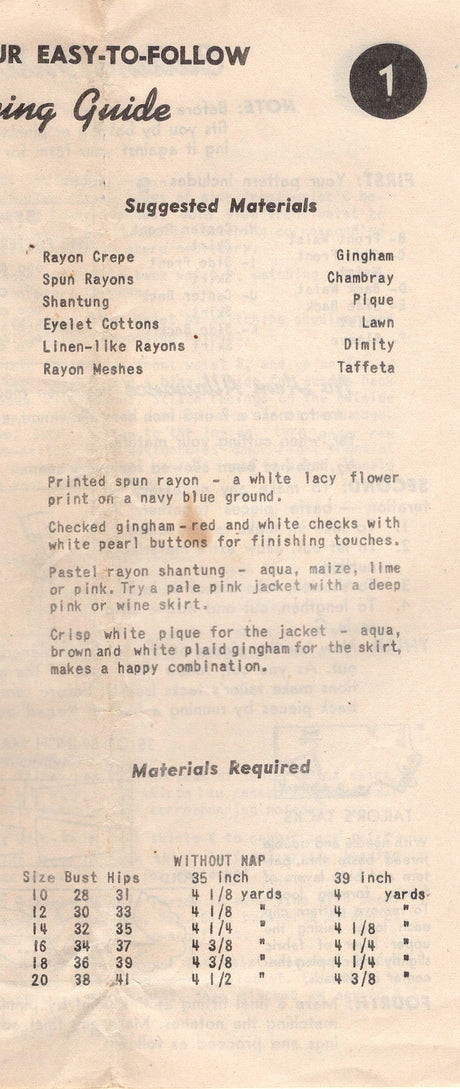 UR EASY-TO-FOLLOW
1
ing Guide
Suggested Materials
Rayon Crepe Gingham
Spun Rayons Chambray
Shantung Pique
Eyelet Cottons Lawn
Linen-like Rayons Dimity
Rayon Meshes Taffeta
Printed spun rayon - a white lacy flower
print on a navy blue ground.
Checked gingham - red and white checks with
white pearl buttons for finishing touches.
Pastel rayon shantung - aqua, maize, lime
or pink. Try a pale pink jacket with a deep
pink or wine skirt.
Crisp white pique for the jacket - aqua,
brown and white plaid gingham for the skirt,
makes a happy combination.
Materials Required
WITHOUT NAP
Size Bust Hips 35 inch 39 inch
10 28 31 4 1/8 yards 4 yards
12 30 33 4 1/8 " 4 "
14 32 35 4 1/4 " 4 1/8 "
16 34 37 4 3/8 " 4 1/4 "
18 36 39 4 3/8 " 4 1/4 "
20 38 41 4 1/2 " 4 3/8 "